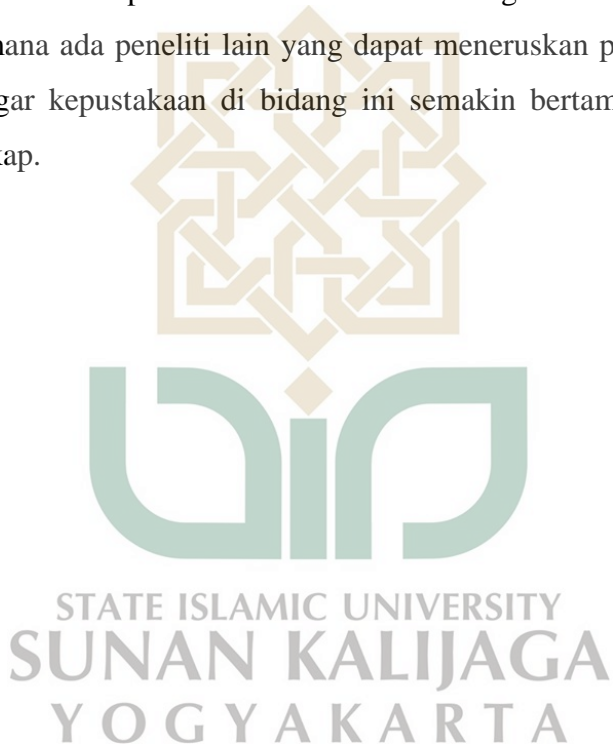 mana ada peneliti lain yang dapat meneruskan p
gar kepustakaan di bidang ini semakin bertam
kap.
STATE ISLAMIC UNIVERSITY
SUNAN KALIJAGA
YOGYAKARTA